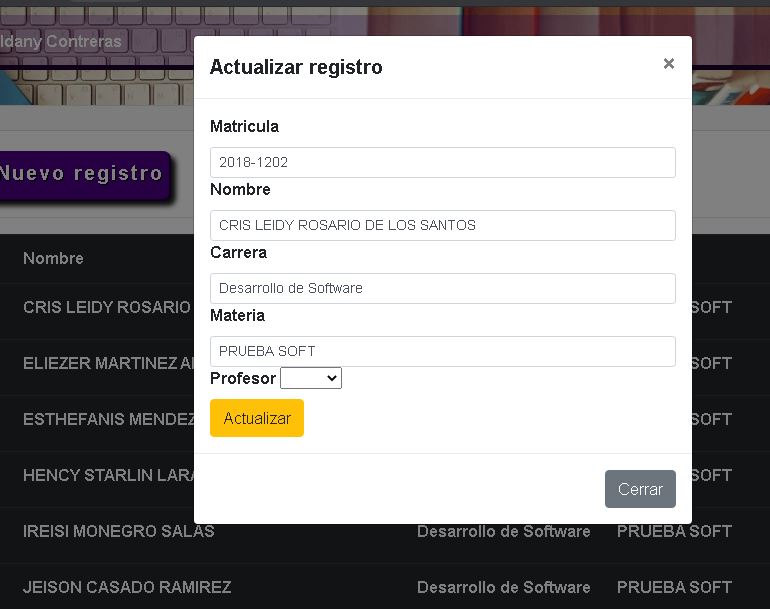 ldany Contreras
Actualizar registro ×
Matricula
2018-1202
Nuevo registro
Nombre
CRIS LEIDY ROSARIO DE LOS SANTOS
Carrera
Desarrollo de Software
Materia
PRUEBA SOFT
Profesor
Actualizar
Cerrar
Nombre
CRIS LEIDY ROSARIO SOFT
ELIEZER MARTINEZ SOFT
ESTHEFANIS MENDEZ SOFT
HENCY STARLIN LARA SOFT
IREISI MONEGRO SALAS Desarrollo de Software PRUEBA SOFT
JEISON CASADO RAMIREZ Desarrollo de Software PRUEBA SOFT